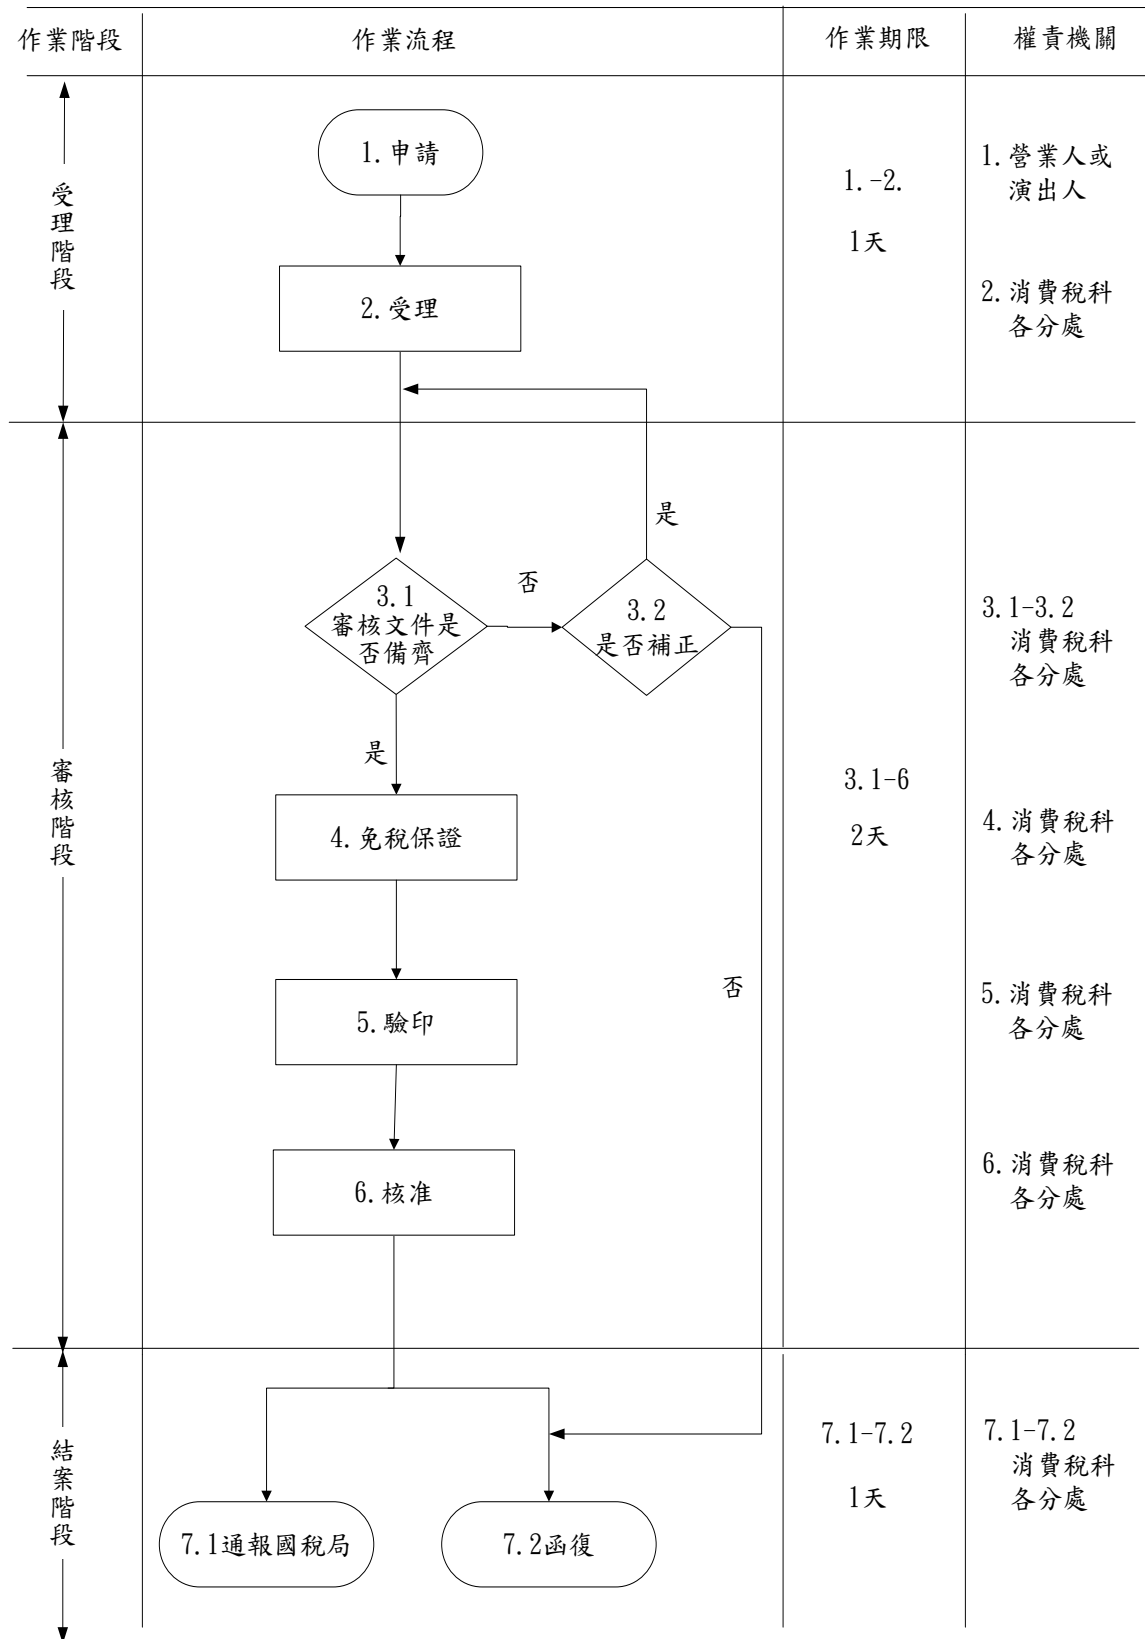 作業階段
作業流程
作業期限
權責機關
受理階段
1.申請
2.受理
1.-2.
1天
1.營業人或
演出人
2.消費稅科
各分處
審核階段
是
3.1
審核文件是
否備齊
否
3.2
是否補正
是
4.免稅保證
否
5.驗印
6.核准
3.1-6
2天
3.1-3.2
消費稅科
各分處
4.消費稅科
各分處
5.消費稅科
各分處
6.消費稅科
各分處
結案階段
7.1通報國稅局
7.2函復
7.1-7.2
1天
7.1-7.2
消費稅科
各分處